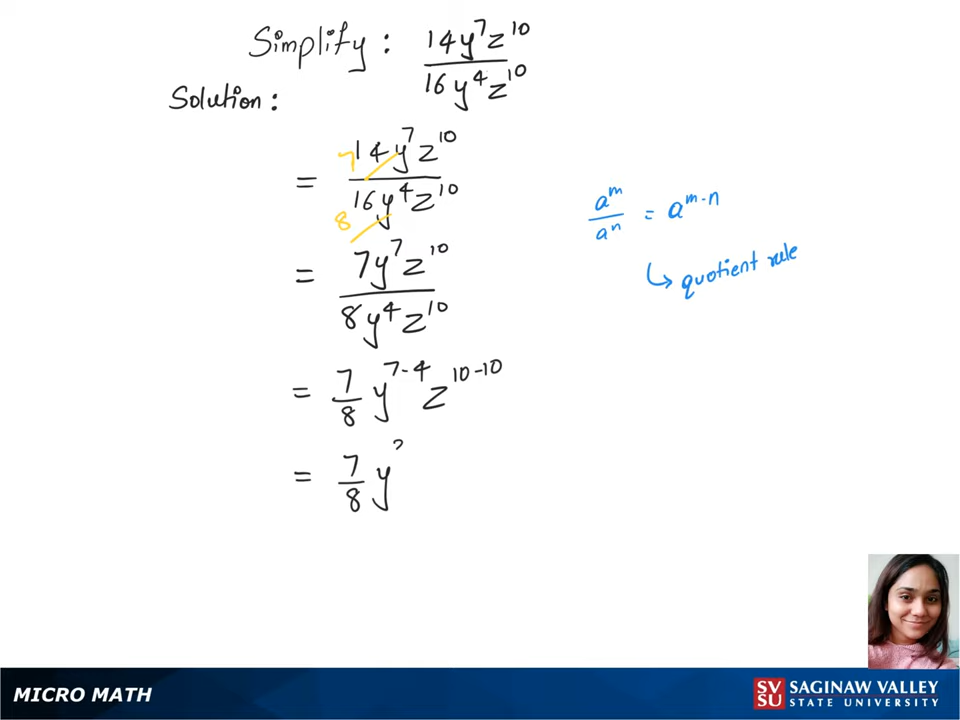 Simplify : 14y⁷z¹⁰ / 16y⁴z¹⁰
Solution :
= 7 14y⁷z¹⁰ / 8 16y⁴z¹⁰
aᵐ / aⁿ = aᵐ⁻ⁿ
↳ quotient rule
= 7y⁷z¹⁰ / 8y⁴z¹⁰
= 7/8 y⁷⁻⁴ z¹⁰⁻¹⁰
= 7/8 y
MICRO MATH
SV SU SAGINAW VALLEY
STATE UNIVERSITY